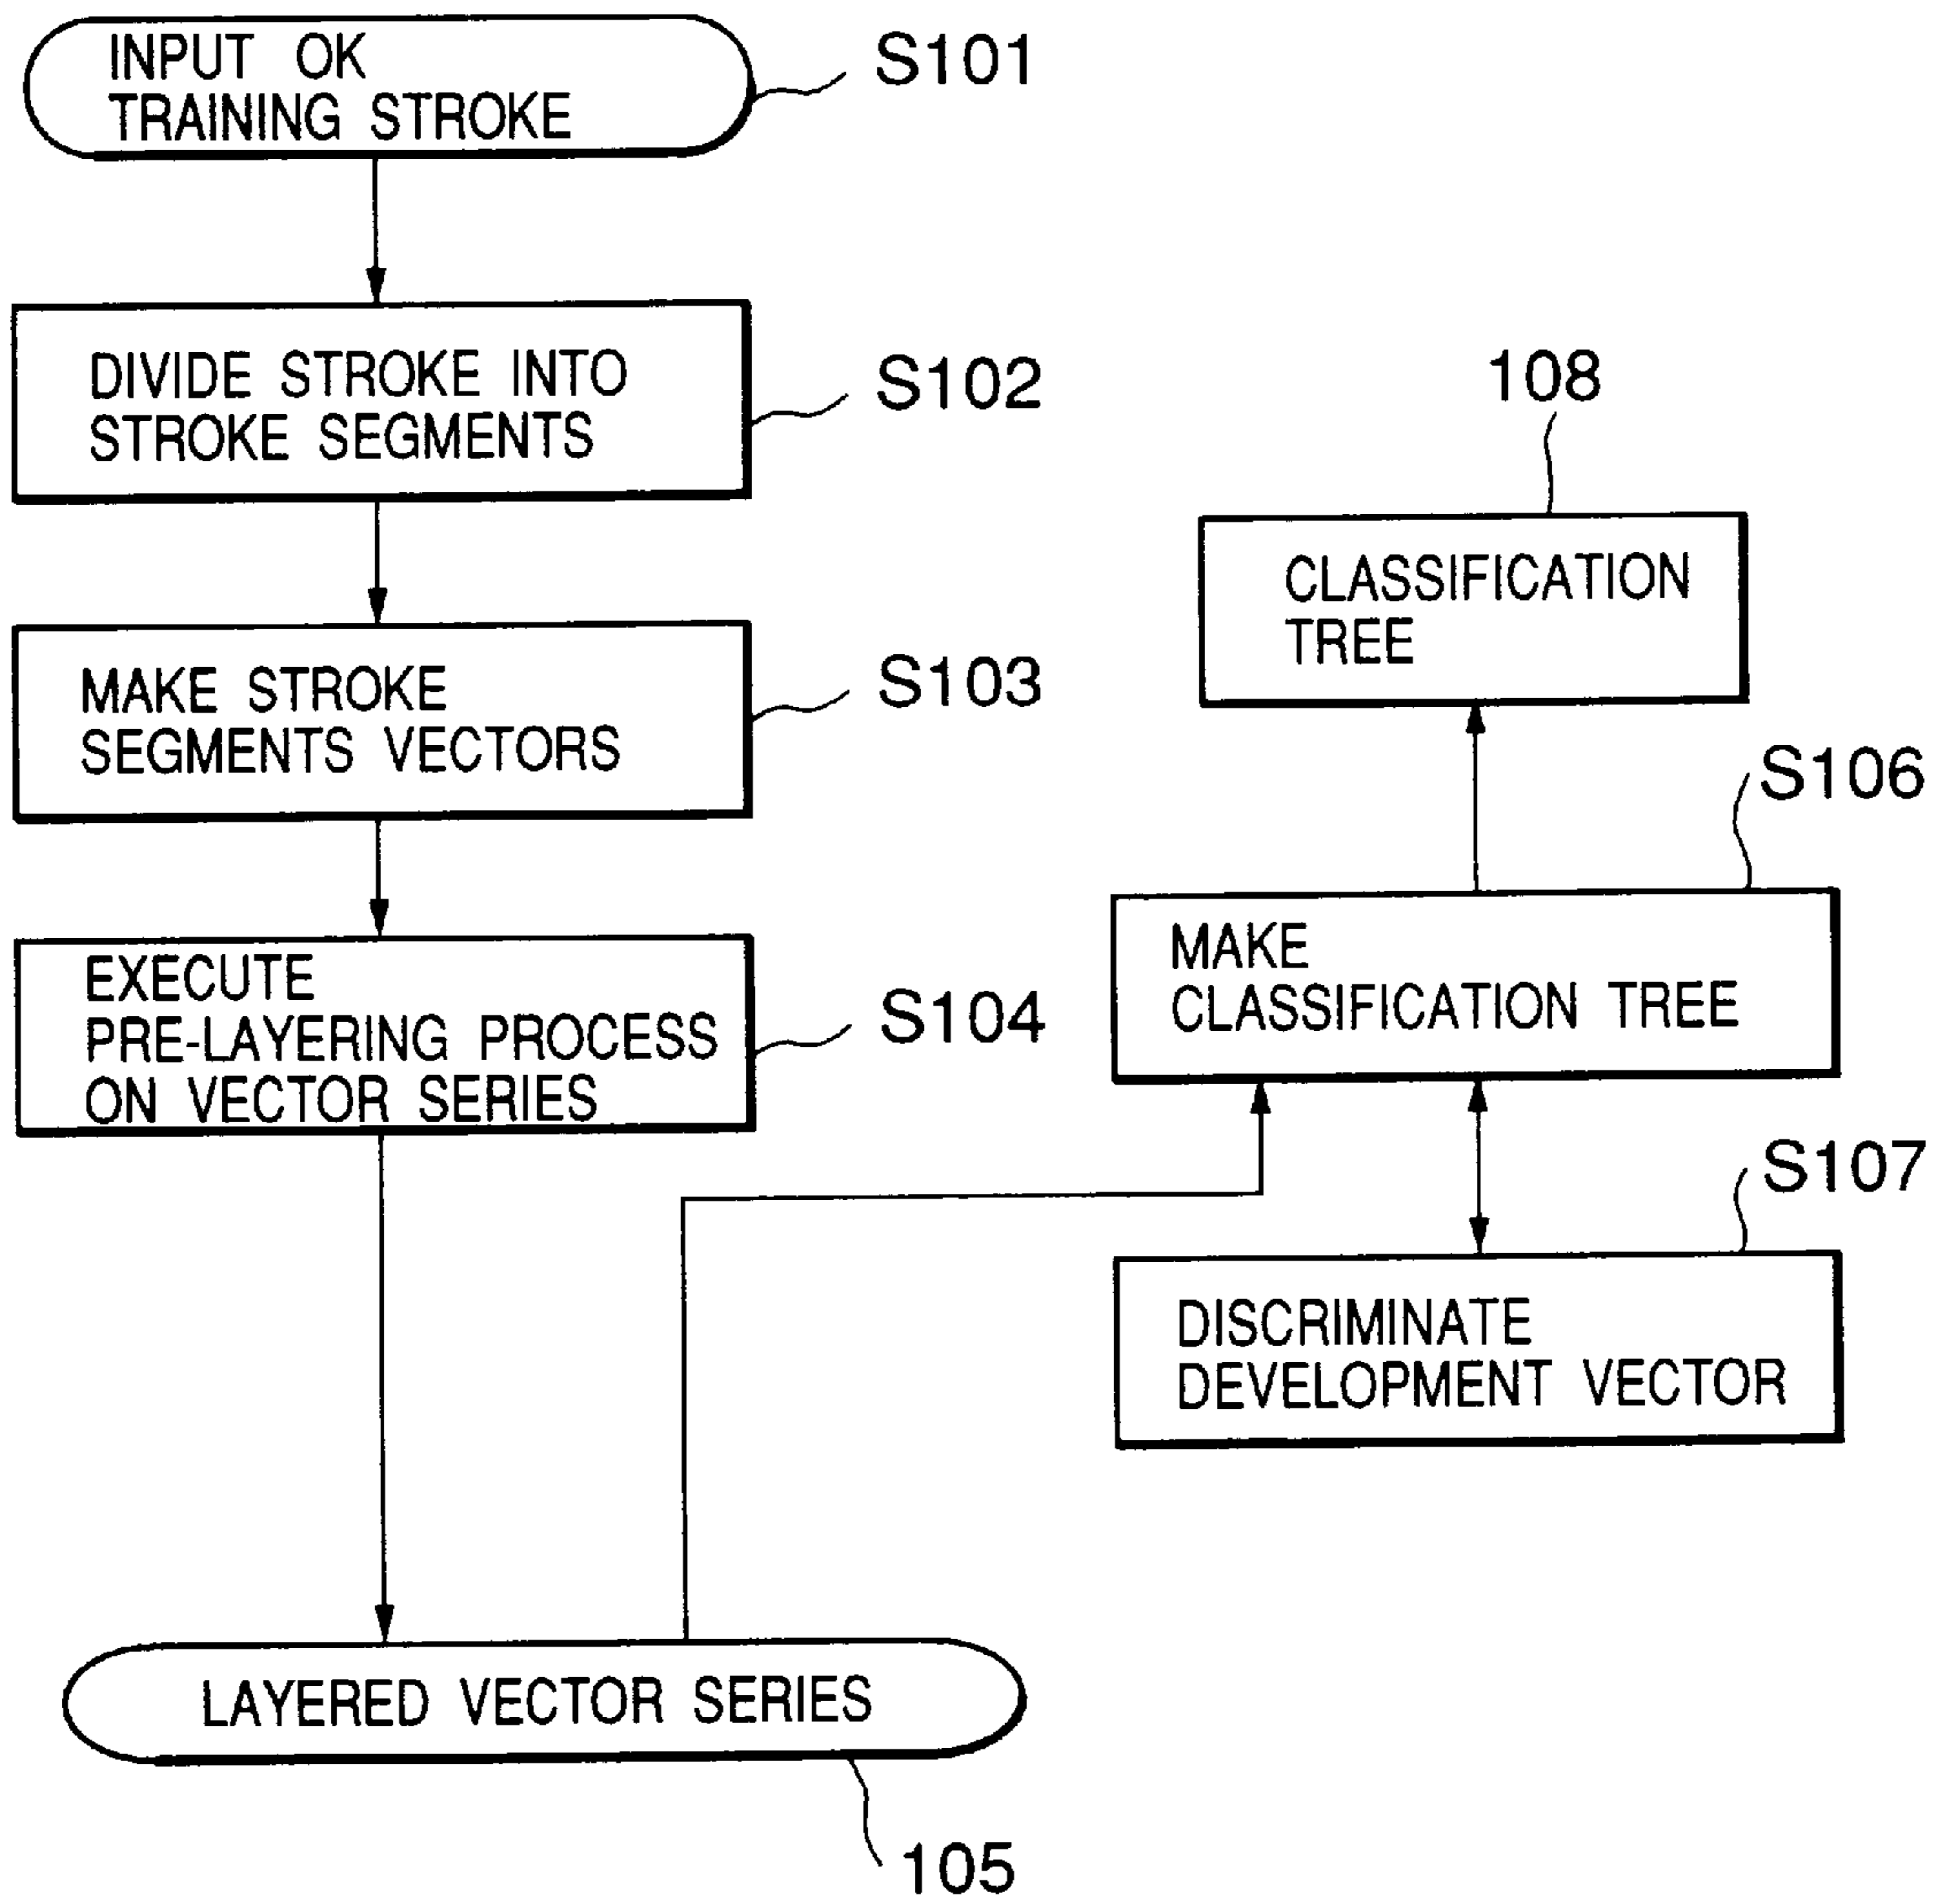 INPUT OK
TRAINING STROKE
S101
DIVIDE STROKE INTO
STROKE SEGMENTS
S102
MAKE STROKE
SEGMENTS VECTORS
S103
EXECUTE
PRE-LAYERING PROCESS
ON VECTOR SERIES
S104
LAYERED VECTOR SERIES
105
108
CLASSIFICATION
TREE
S106
MAKE
CLASSIFICATION TREE
S107
DISCRIMINATE
DEVELOPMENT VECTOR